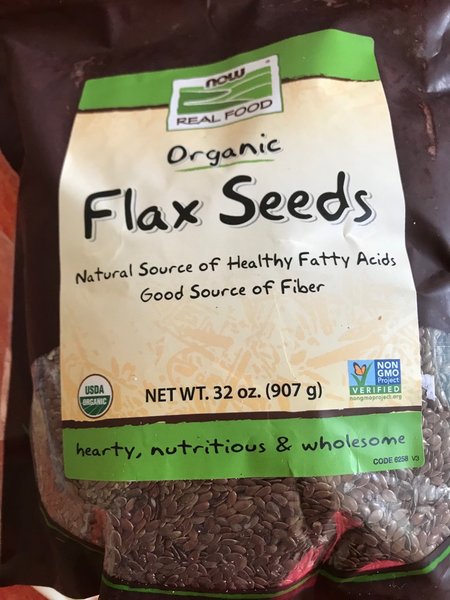 NOW
REAL FOOD
Organic
Flax Seeds
Natural Source of Healthy Fatty Acids
Good Source of Fiber
USDA
ORGANIC
NET WT. 32 oz. (907 g)
NON
GMO
Project
VERIFIED
nongmoproject.org
hearty, nutritious & wholesome
CODE 6258 V3